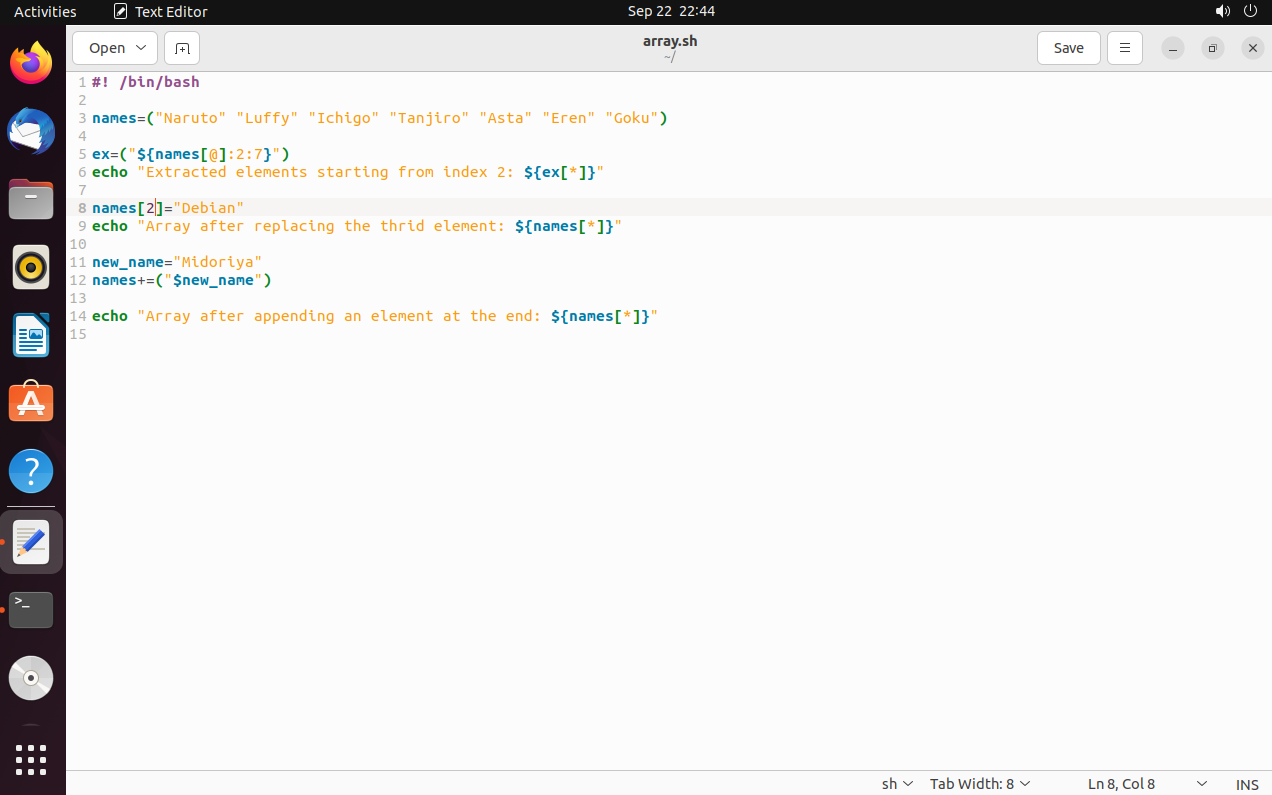 Activities Text Editor Sep 22 22:44
Open array.sh Save
~/
1 #! /bin/bash
2
3 names=("Naruto" "Luffy" "Ichigo" "Tanjiro" "Asta" "Eren" "Goku")
4
5 ex=("${names[@]:2:7}")
6 echo "Extracted elements starting from index 2: ${ex[*]}"
7
8 names[2]="Debian"
9 echo "Array after replacing the thrid element: ${names[*]}"
10
11 new_name="Midoriya"
12 names+=("$new_name")
13
14 echo "Array after appending an element at the end: ${names[*]}"
15
sh Tab Width: 8 Ln 8, Col 8 INS